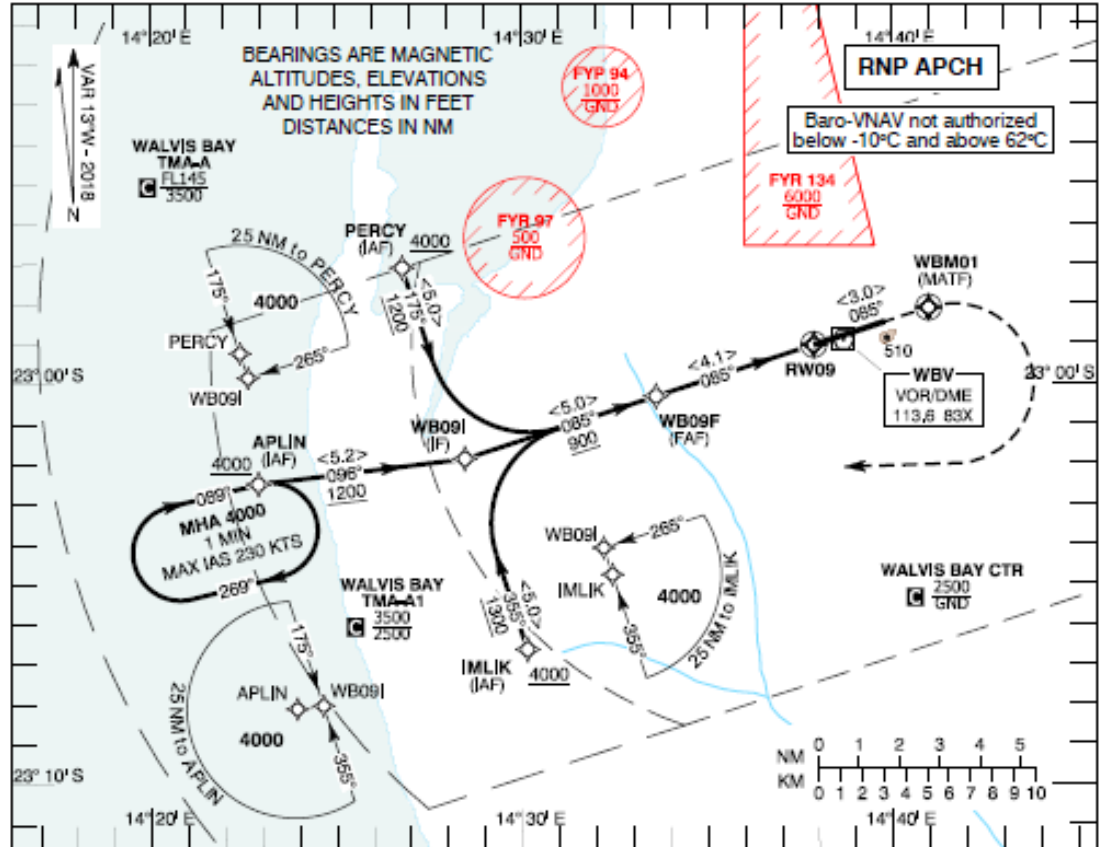 14°20' E
14°30' E
14°40' E
VAR 13°W - 2018
N
BEARINGS ARE MAGNETIC
ALTITUDES, ELEVATIONS
AND HEIGHTS IN FEET
DISTANCES IN NM
FYP 94
1000
GND
RNP APCH
Baro-VNAV not authorized
below -10°C and above 62°C
WALVIS BAY
TMA-A
C FL145
3500
FYR 134
6000
GND
FYR 97
500
GND
PERCY
(IAF)
4000
25 NM to PERCY
175°
4000
PERCY
265°
WB09I
<5.0>
175°
1200
WBM01
(MATF)
<3.0>
085°
510
RW09
WBV
VOR/DME
113,6 83X
23° 00' S
23° 00' S
<4.1>
085°
WB09F
(FAF)
<5.0>
085°
900
WB09I
(IF)
APLIN
(IAF)
4000
<5.2>
096°
1200
089°
MHA 4000
1 MIN
MAX IAS 230 KTS
269°
WALVIS BAY
TMA-A1
C 3500
2500
<5.0>
355°
1300
IMLIK
(IAF)
4000
WB09I
265°
IMLIK
4000
355°
25 NM to IMLIK
WALVIS BAY CTR
C 2500
GND
175°
APLIN
WB09I
4000
355°
25 NM to APLIN
23° 10' S
NM 0 1 2 3 4 5
KM 0 1 2 3 4 5 6 7 8 9 10
14°20' E
14°30' E
14°40' E